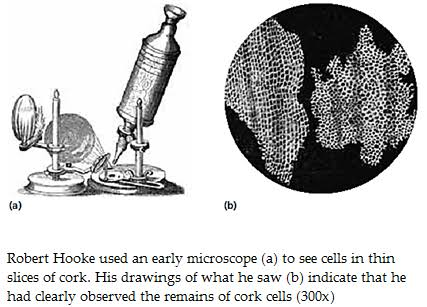 (a)
(b)
Robert Hooke used an early microscope (a) to see cells in thin
slices of cork. His drawings of what he saw (b) indicate that he
had clearly observed the remains of cork cells (300x)